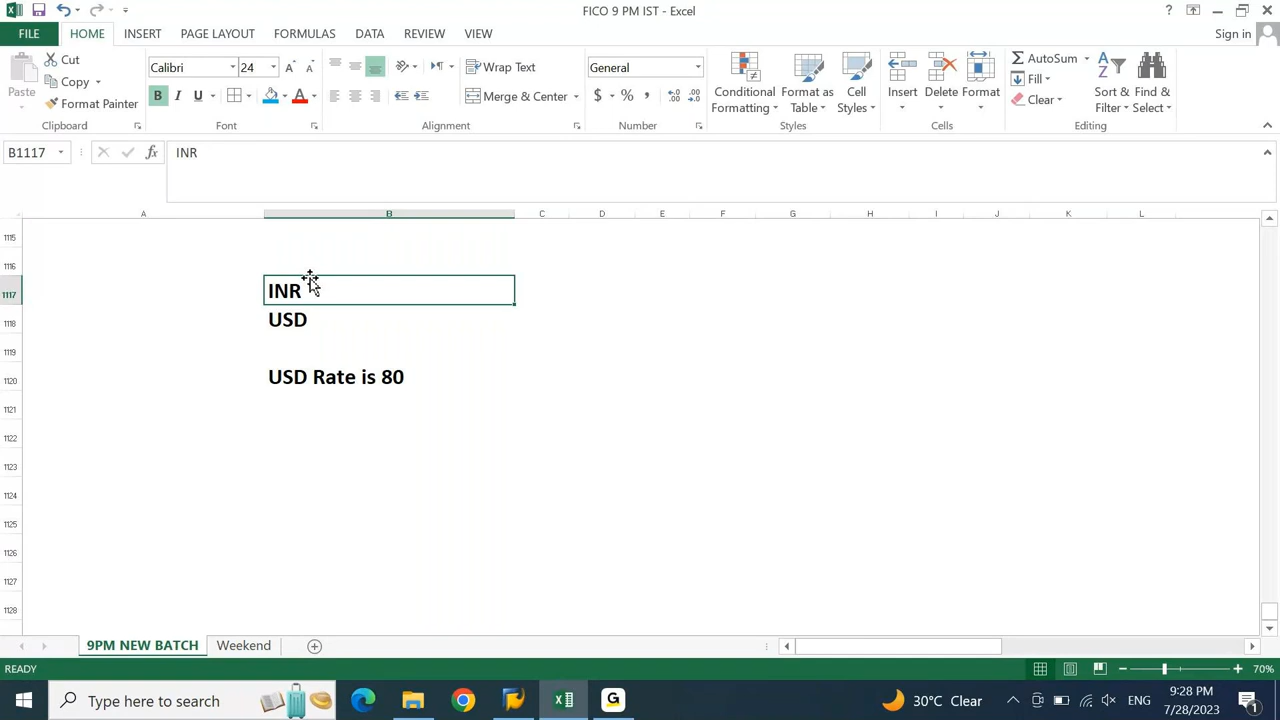 FICO 9 PM IST - Excel
?
FILE HOME INSERT PAGE LAYOUT FORMULAS DATA REVIEW VIEW Sign in
Paste Cut Copy Format Painter
Calibri 24
B I U
Wrap Text
Merge & Center
General
$ % ,
Conditional Formatting Format as Table Cell Styles
Insert Delete Format
AutoSum Fill Clear
Sort & Filter Find & Select
Clipboard Font Alignment Number Styles Cells Editing
B1117 fx INR
A B C D E F G H I J K L
1115
1116
1117 INR
1118 USD
1119
1120 USD Rate is 80
1121
1122
1123
1124
1125
1126
1127
1128
9PM NEW BATCH Weekend
READY 70%
Type here to search 30°C Clear ENG 9:28 PM
7/28/2023 1